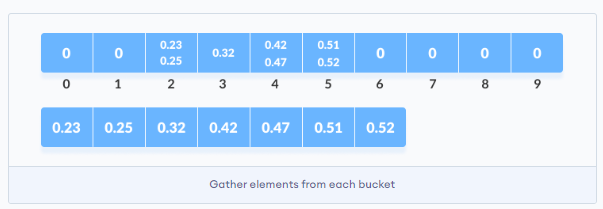 0 0 0.23 0.32 0.42 0.51 0 0 0 0
0.25 0.47 0.52
0 1 2 3 4 5 6 7 8 9
0.23 0.25 0.32 0.42 0.47 0.51 0.52
Gather elements from each bucket